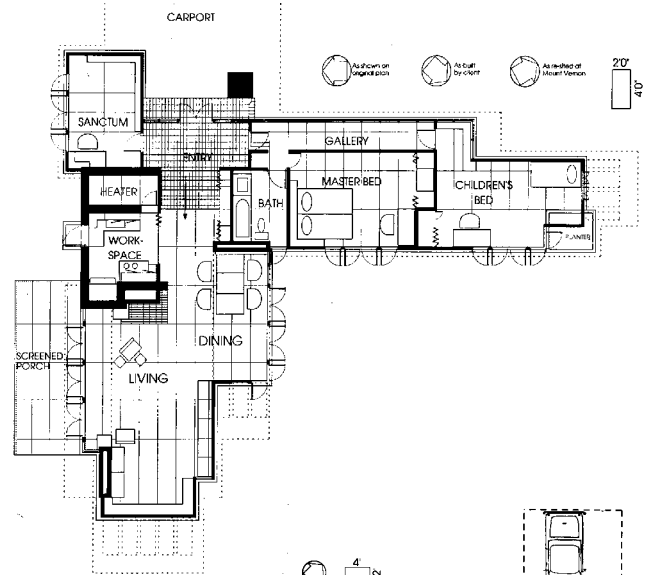 CARPORT
As shown on
original plan
As built
by client
As re-sited at
Mount Vernon
2'0"
4'0"
SANCTUM
ENTRY
GALLERY
HEATER
BATH
MASTER BED
CHILDREN'S
BED
WORK-
SPACE
PLANTER
DINING
SCREENED
PORCH
LIVING
4'
2'